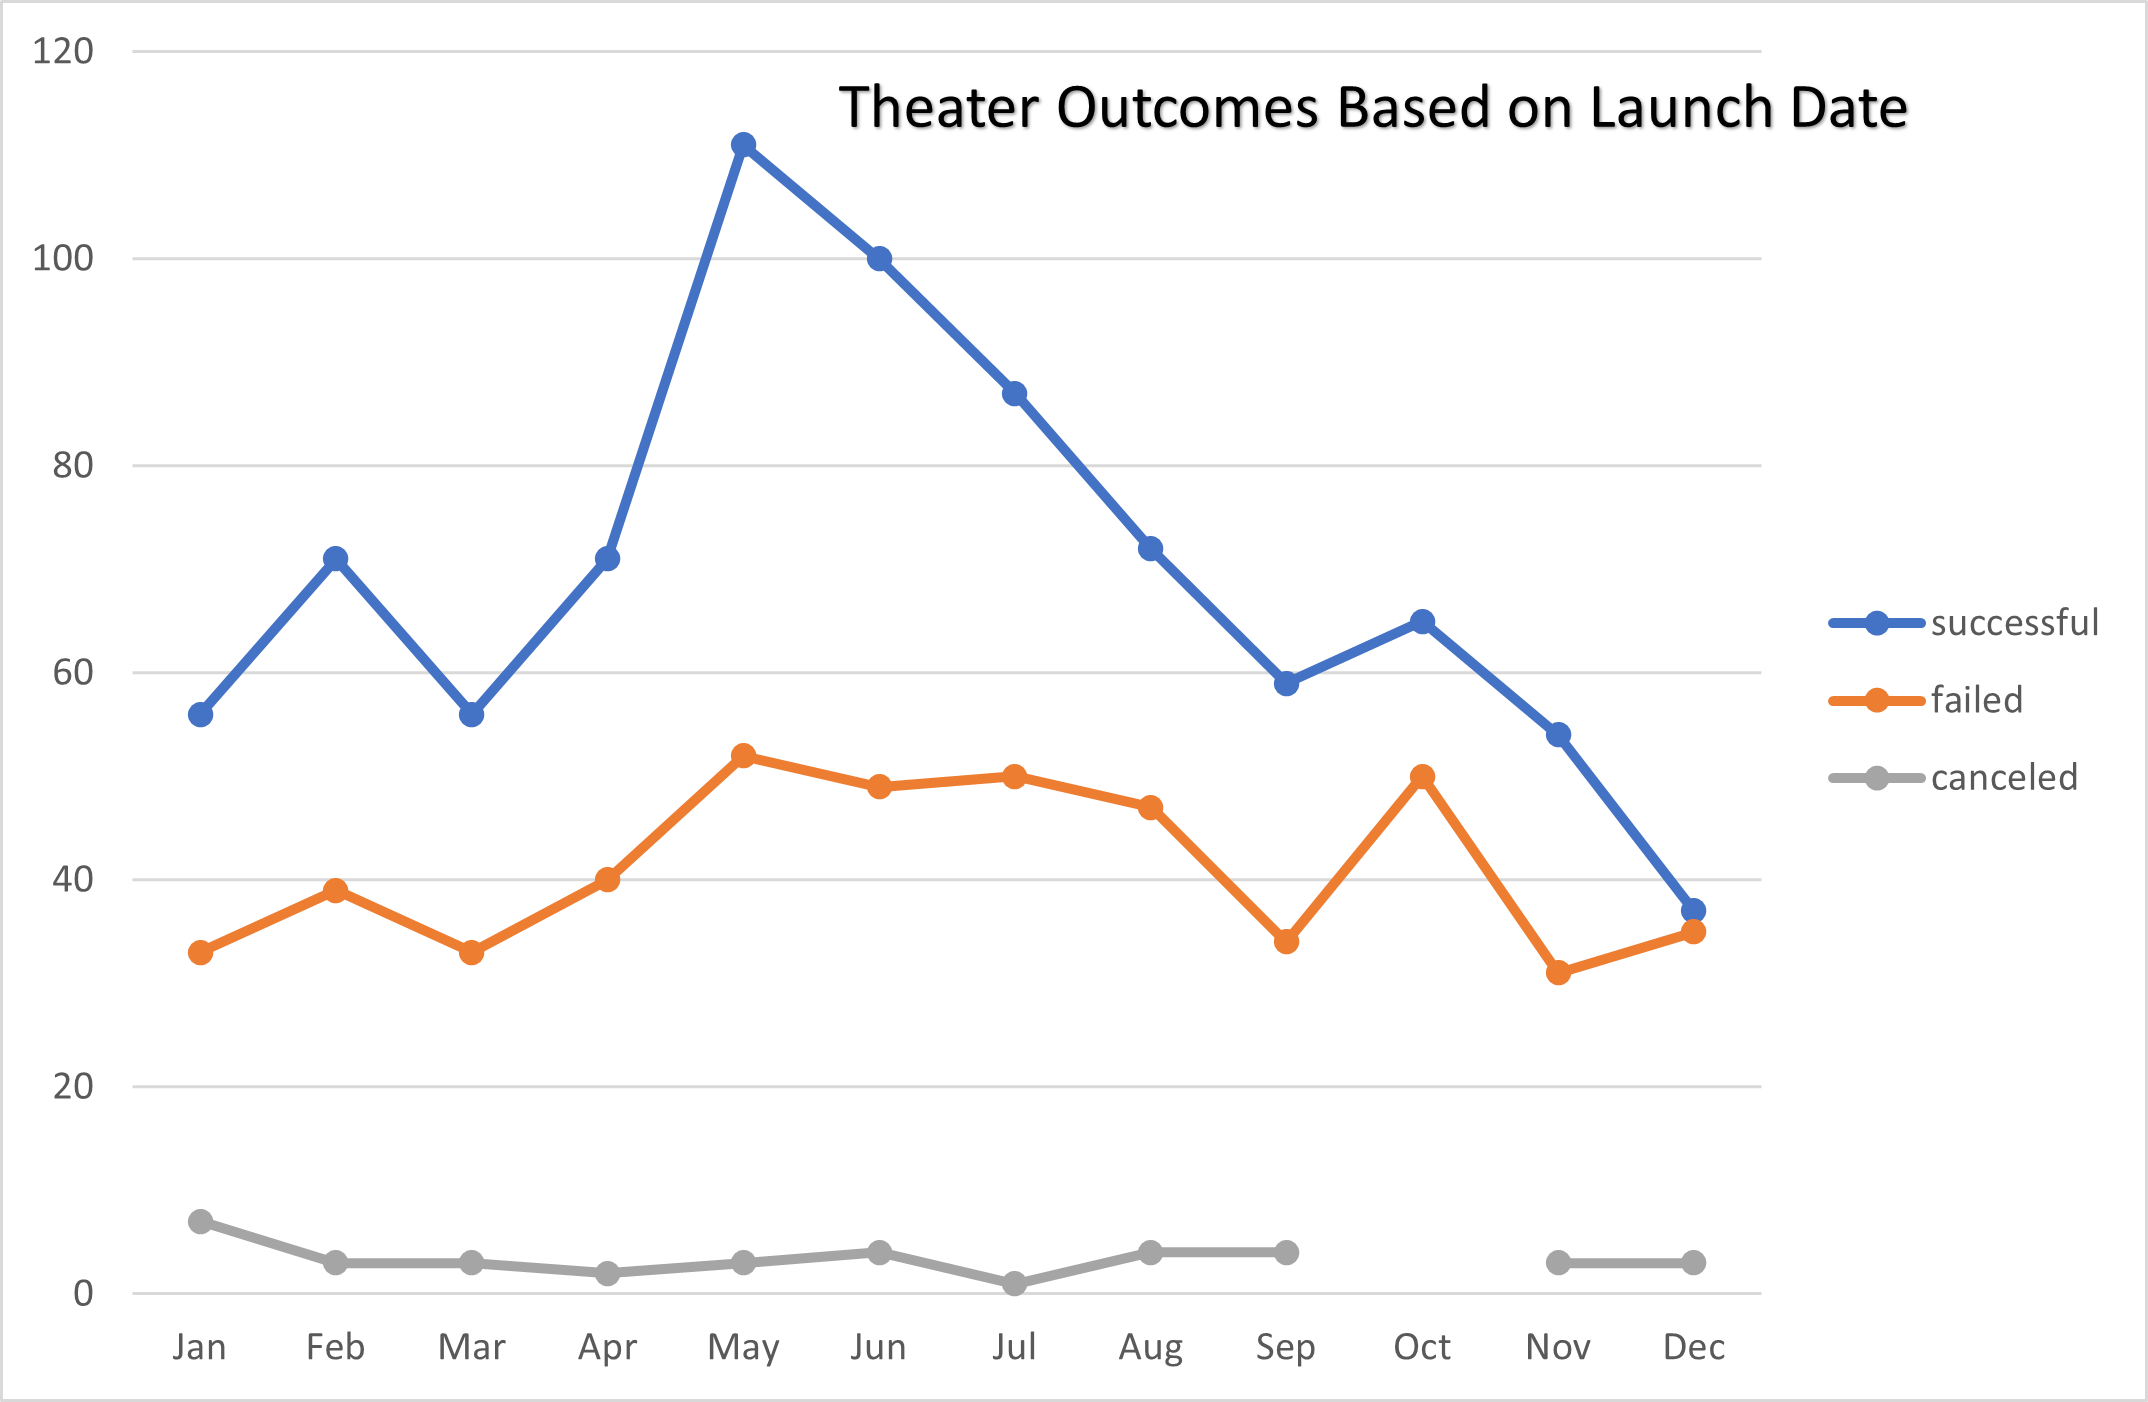 Theater Outcomes Based on Launch Date
120
100
80
60
40
20
0
Jan Feb Mar Apr May Jun Jul Aug Sep Oct Nov Dec
successful
failed
canceled